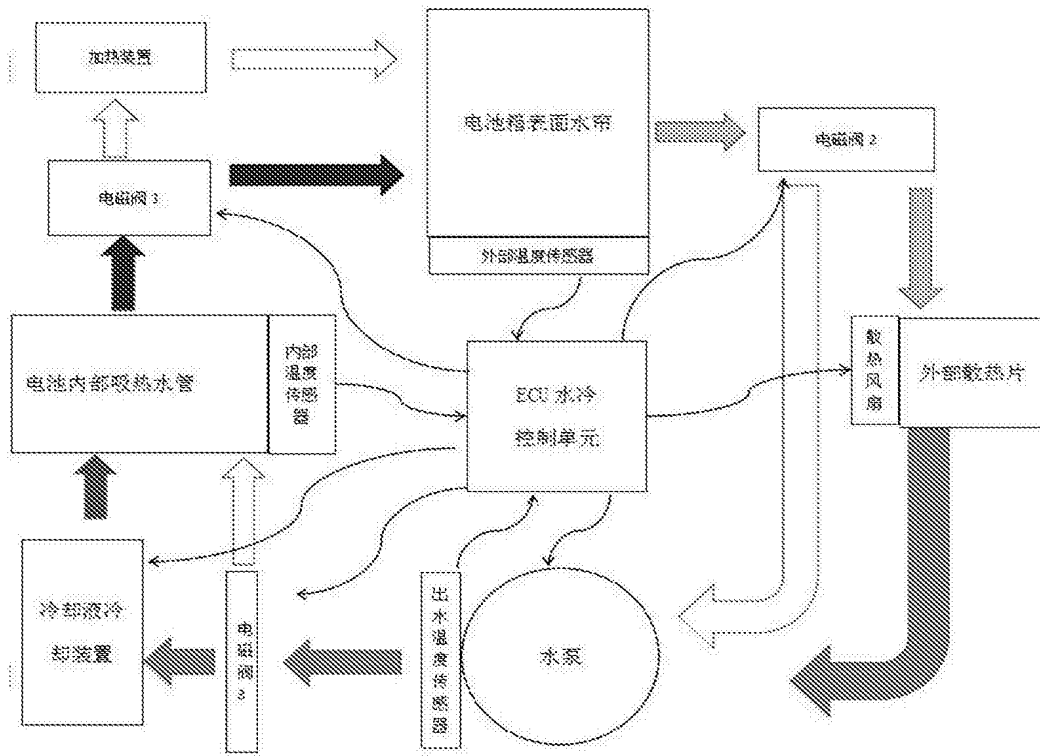 加热装置
电池箱表面水帘
电磁阀 2
电磁阀 3
外部温度传感器
电池内部吸热水管
内部
温度
传感
器
ECU 水冷
控制单元
散
热
风
扇
外部散热片
冷却液冷
却装置
电
磁
阀
出
水
温
度
传
感
器
水泵